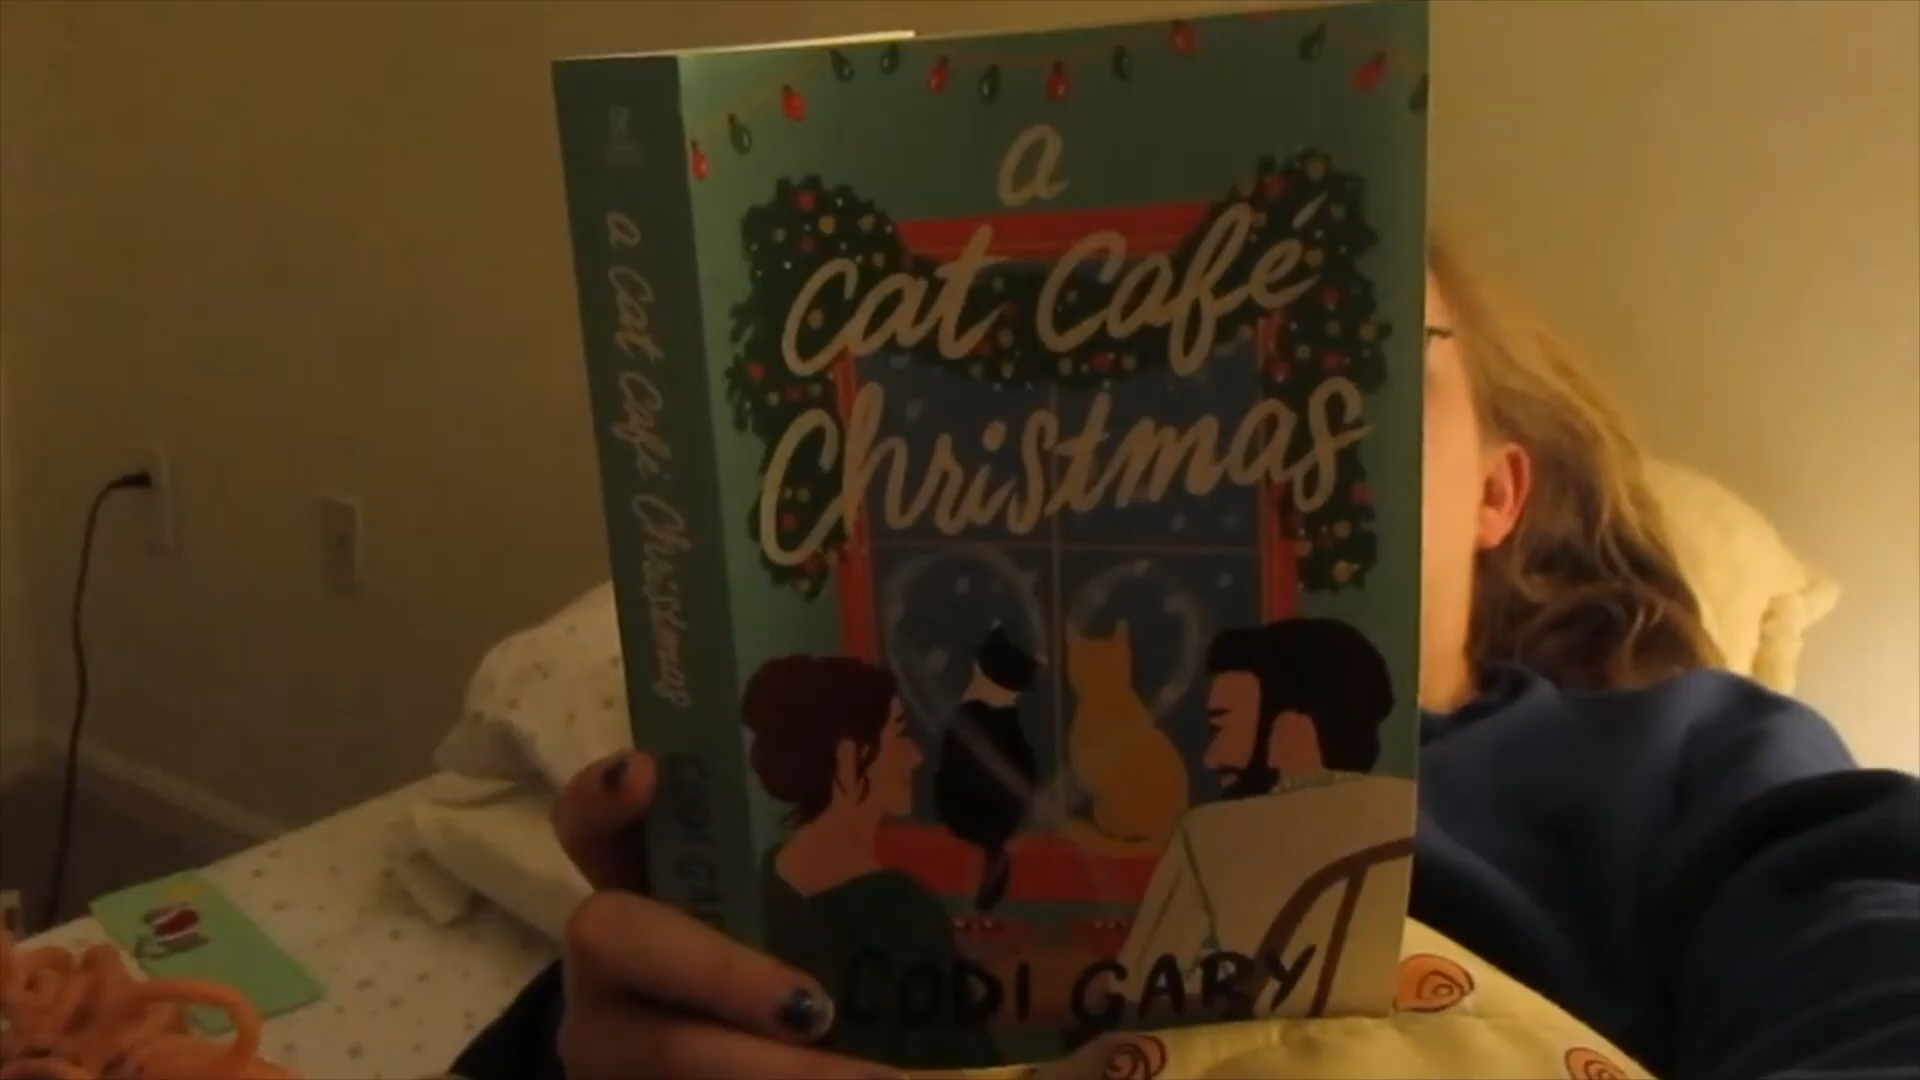 a
Cat Café
Christmas
CODI GARY
a Cat Café Christmas